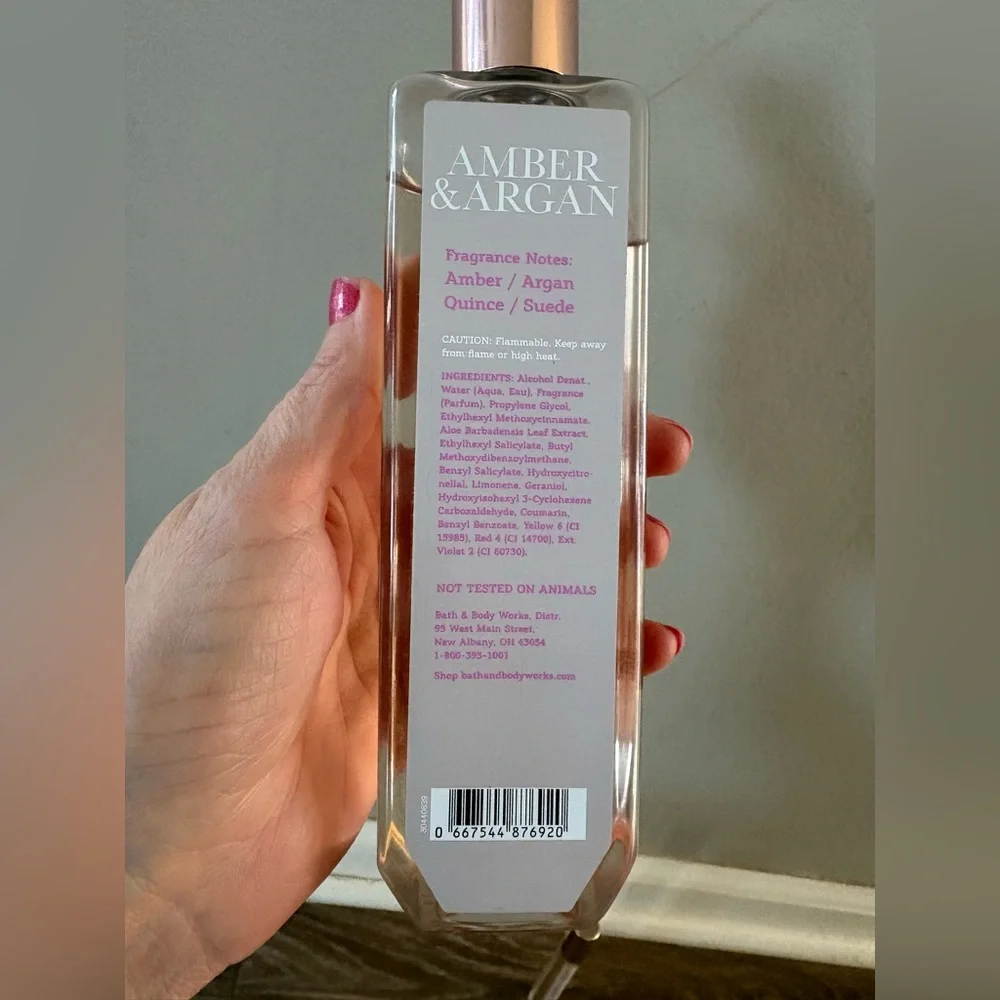 AMBER
&ARGAN
Fragrance Notes:
Amber / Argan
Quince / Suede
CAUTION: Flammable. Keep away
from flame or high heat.
INGREDIENTS: Alcohol Denat.,
Water (Aqua, Eau), Fragrance
(Parfum), Propylene Glycol,
Ethylhexyl Methoxycinnamate,
Aloe Barbadensis Leaf Extract,
Ethylhexyl Salicylate, Butyl
Methoxydibenzoylmethane,
Benzyl Salicylate, Hydroxycitro-
nellal, Limonene, Geraniol,
Hydroxyisohexyl 3-Cyclohexene
Carboxaldehyde, Coumarin,
Benzyl Benzoate, Yellow 6 (CI
15985), Red 4 (CI 14700), Ext.
Violet 2 (CI 60730).
NOT TESTED ON ANIMALS
Bath & Body Works, Distr.
95 West Main Street,
New Albany, OH 43054
1-800-395-1001
Shop bathandbodyworks.com
30440839
0 667544 876920